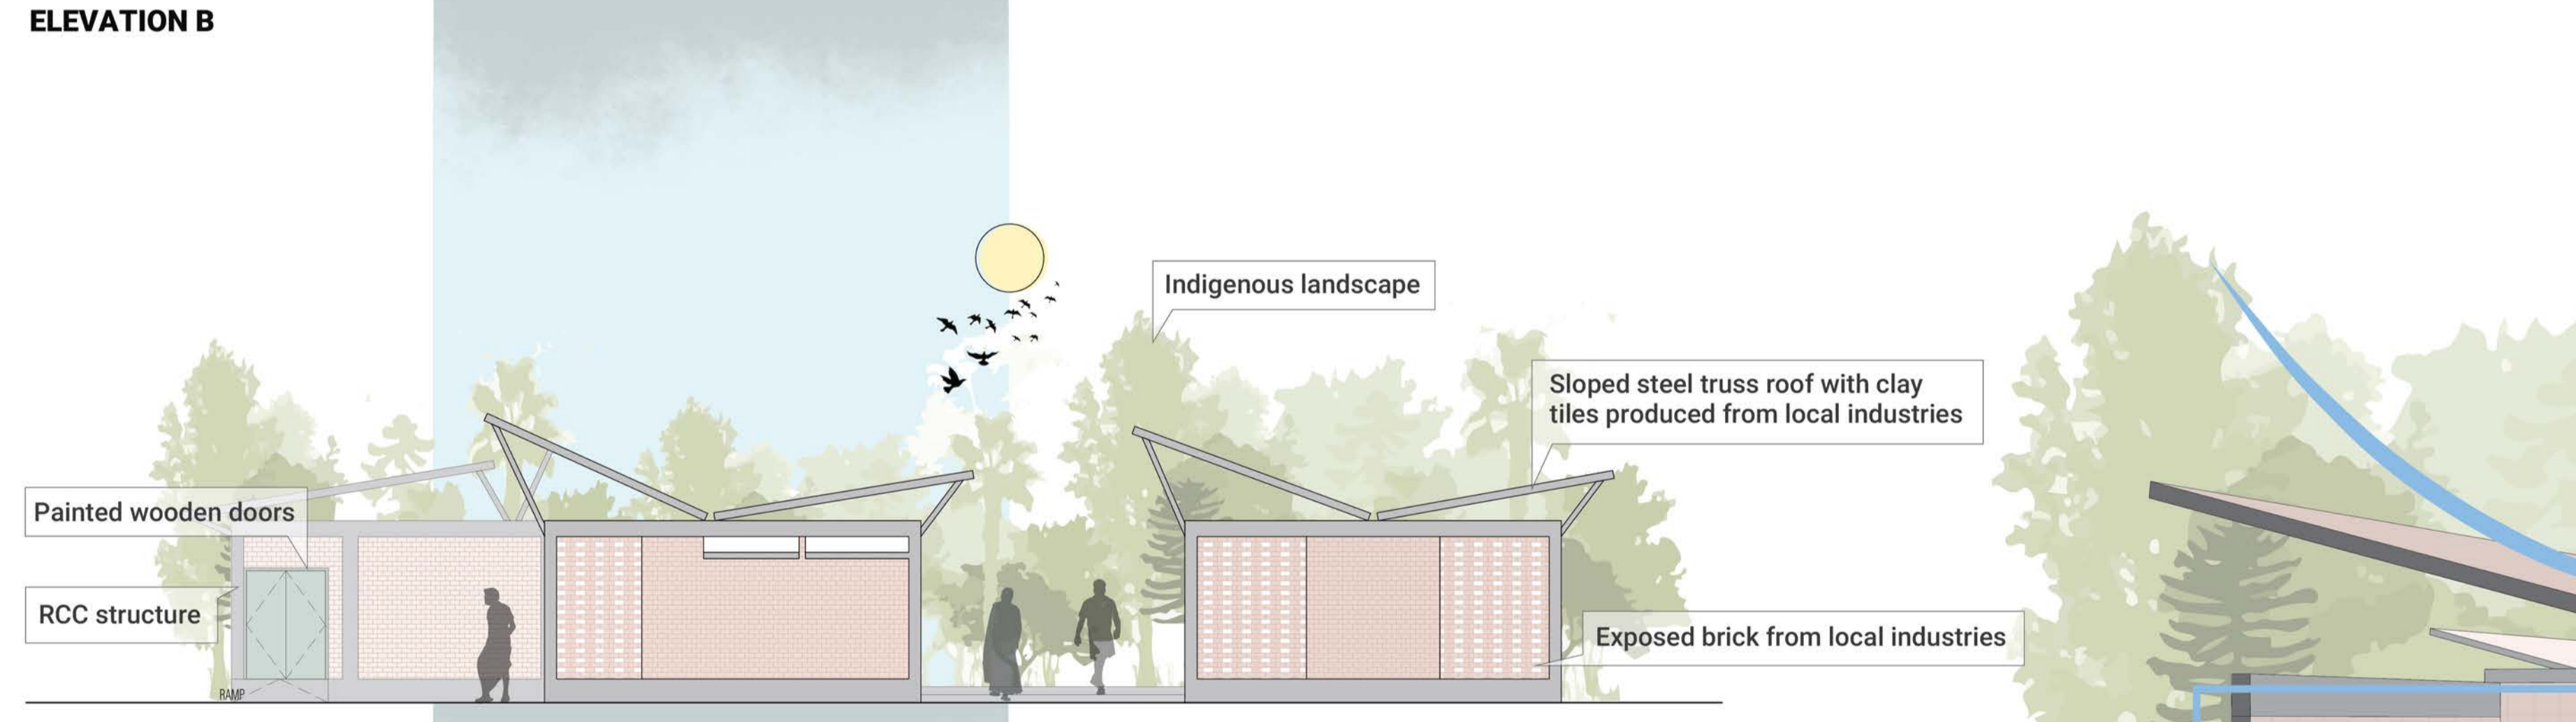 ELEVATION B
Indigenous landscape
Sloped steel truss roof with clay
tiles produced from local industries
Painted wooden doors
RCC structure
Exposed brick from local industries
RAMP